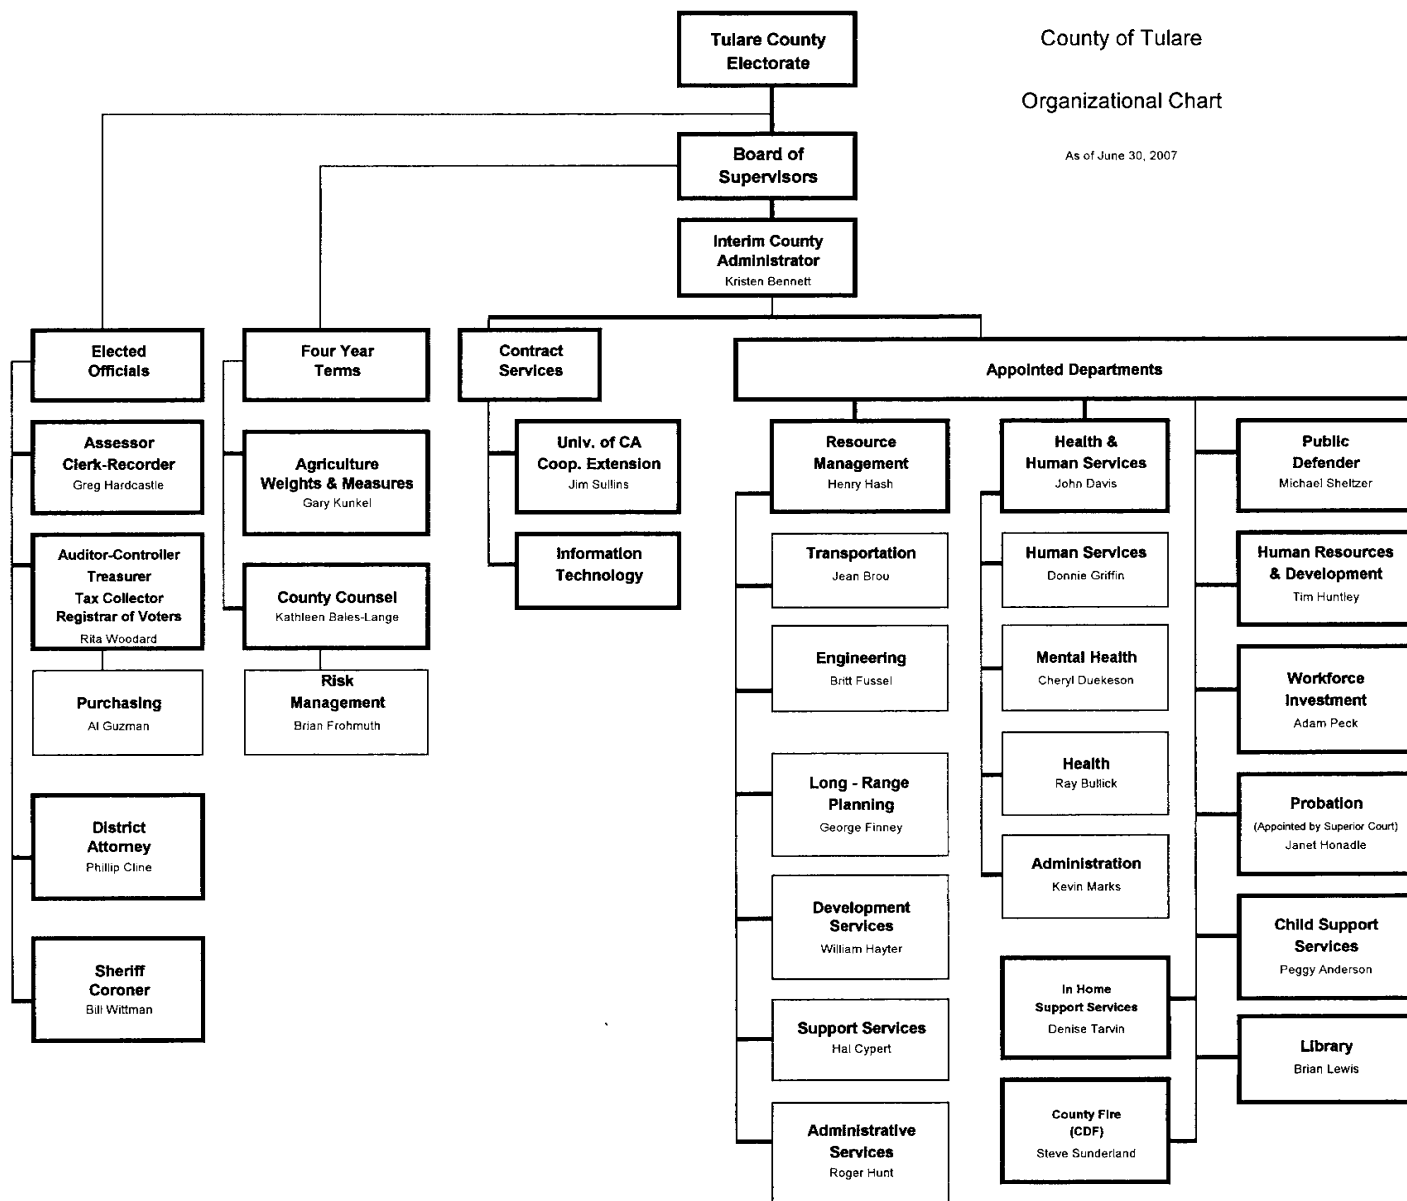 County of Tulare
Organizational Chart
As of June 30, 2007
Tulare County
Electorate
Board of
Supervisors
Interim County
Administrator
Kristen Bennett
Elected
Officials
Assessor
Clerk-Recorder
Greg Hardcastle
Auditor-Controller
Treasurer
Tax Collector
Registrar of Voters
Rita Woodard
Purchasing
Al Guzman
District
Attorney
Phillip Cline
Sheriff
Coroner
Bill Wittman
Four Year
Terms
Agriculture
Weights & Measures
Gary Kunkel
County Counsel
Kathleen Bales-Lange
Risk
Management
Brian Frohmuth
Contract
Services
Univ. of CA
Coop. Extension
Jim Sullins
Information
Technology
Appointed Departments
Resource
Management
Henry Hash
Transportation
Jean Brou
Engineering
Britt Fussel
Long - Range
Planning
George Finney
Development
Services
William Hayter
Support Services
Hal Cypert
Administrative
Services
Roger Hunt
Health &
Human Services
John Davis
Human Services
Donnie Griffin
Mental Health
Cheryl Duekeson
Health
Ray Bullick
Administration
Kevin Marks
In Home
Support Services
Denise Tarvin
County Fire
(CDF)
Steve Sunderland
Public
Defender
Michael Sheltzer
Human Resources
& Development
Tim Huntley
Workforce
Investment
Adam Peck
Probation
(Appointed by Superior Court)
Janet Honadle
Child Support
Services
Peggy Anderson
Library
Brian Lewis